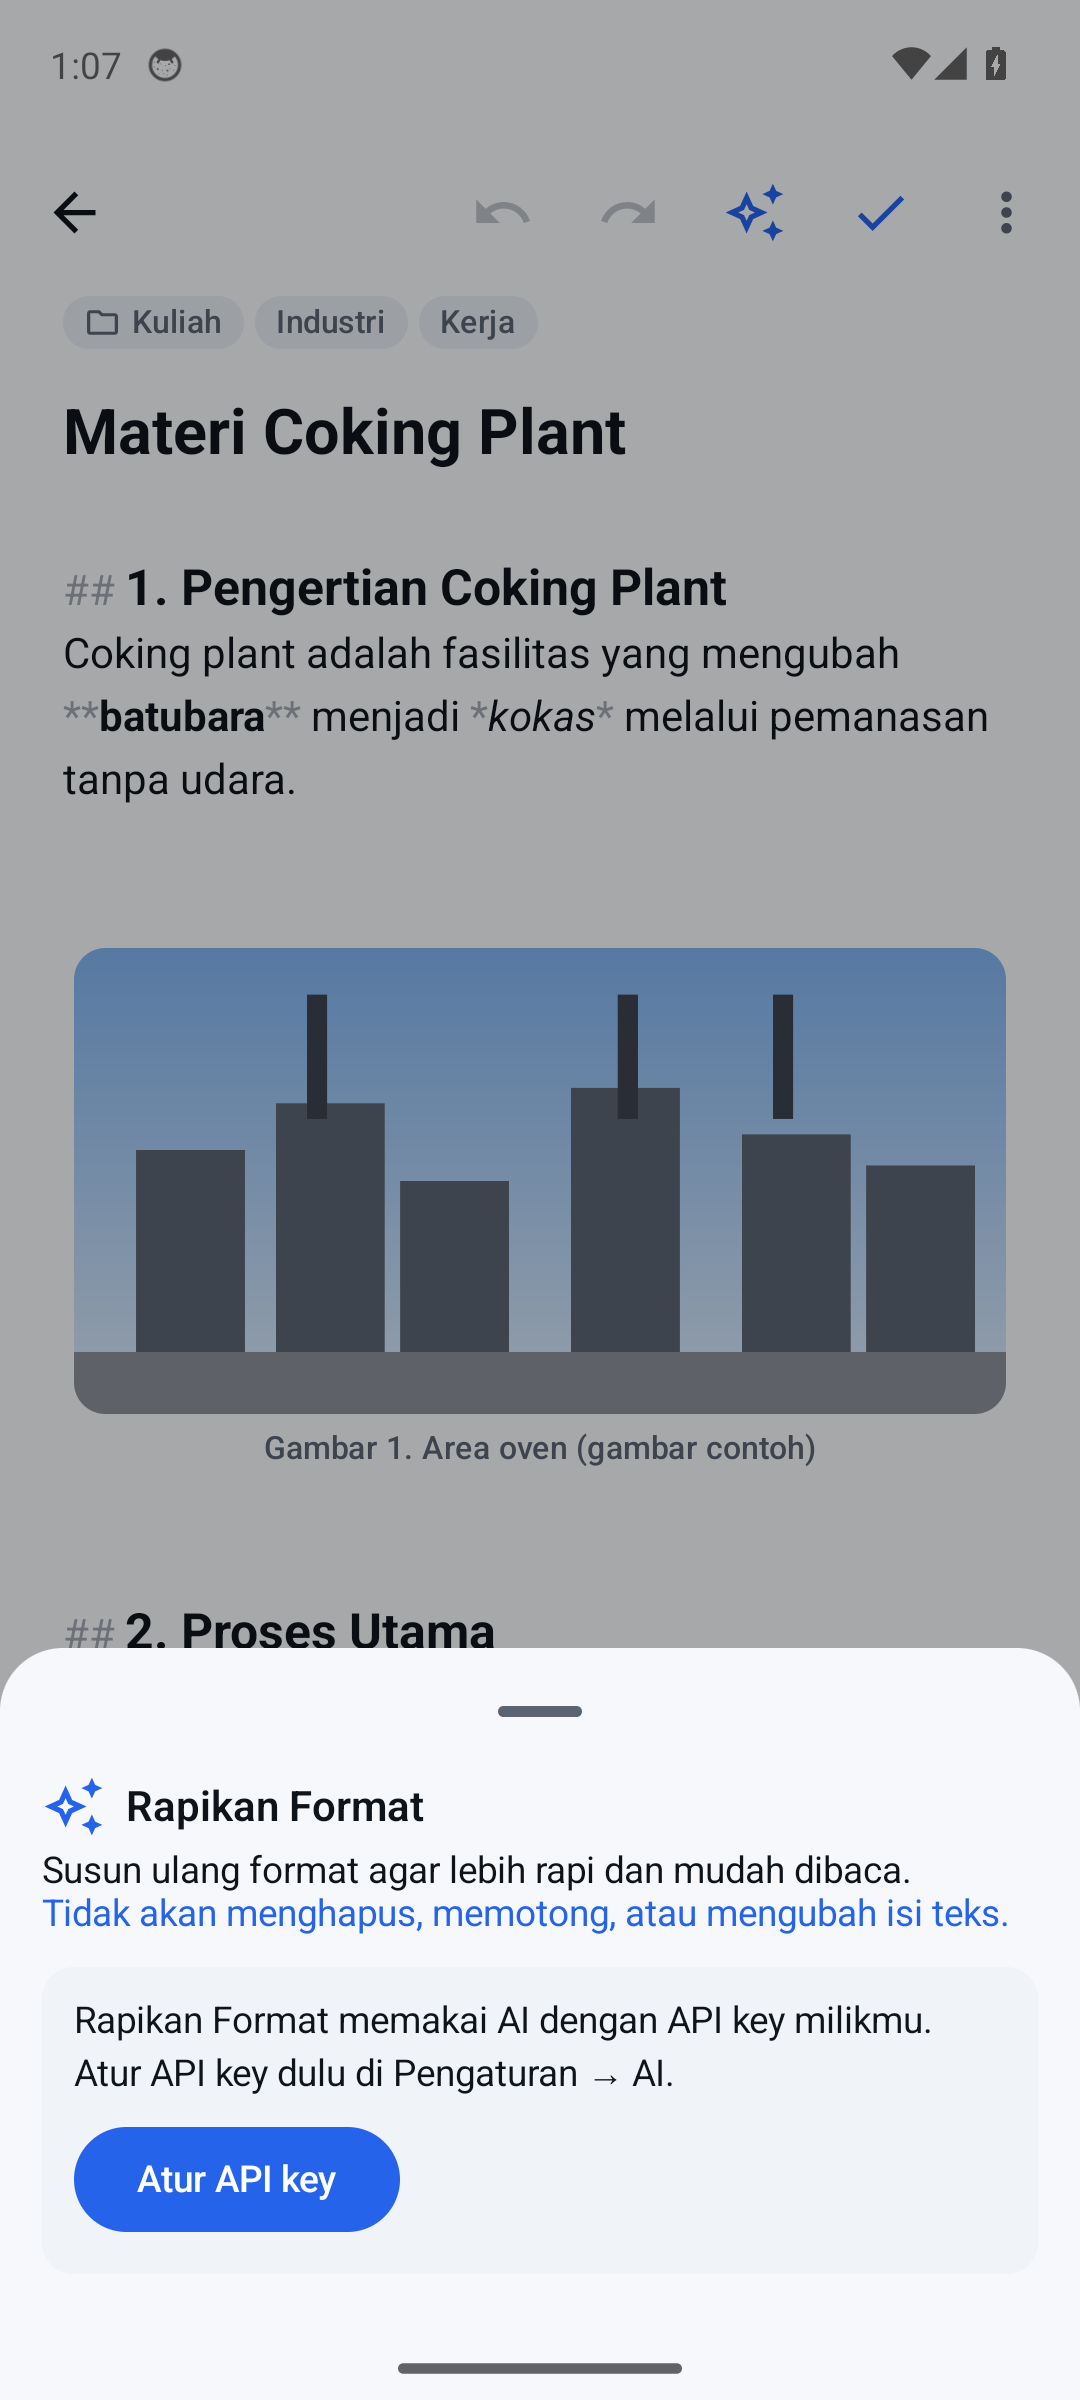 1:07
Kuliah Industri Kerja
Materi Coking Plant
## 1. Pengertian Coking Plant
Coking plant adalah fasilitas yang mengubah
**batubara** menjadi *kokas* melalui pemanasan
tanpa udara.
Gambar 1. Area oven (gambar contoh)
## 2. Proses Utama
Rapikan Format
Susun ulang format agar lebih rapi dan mudah dibaca.
Tidak akan menghapus, memotong, atau mengubah isi teks.
Rapikan Format memakai AI dengan API key milikmu.
Atur API key dulu di Pengaturan → AI.
Atur API key